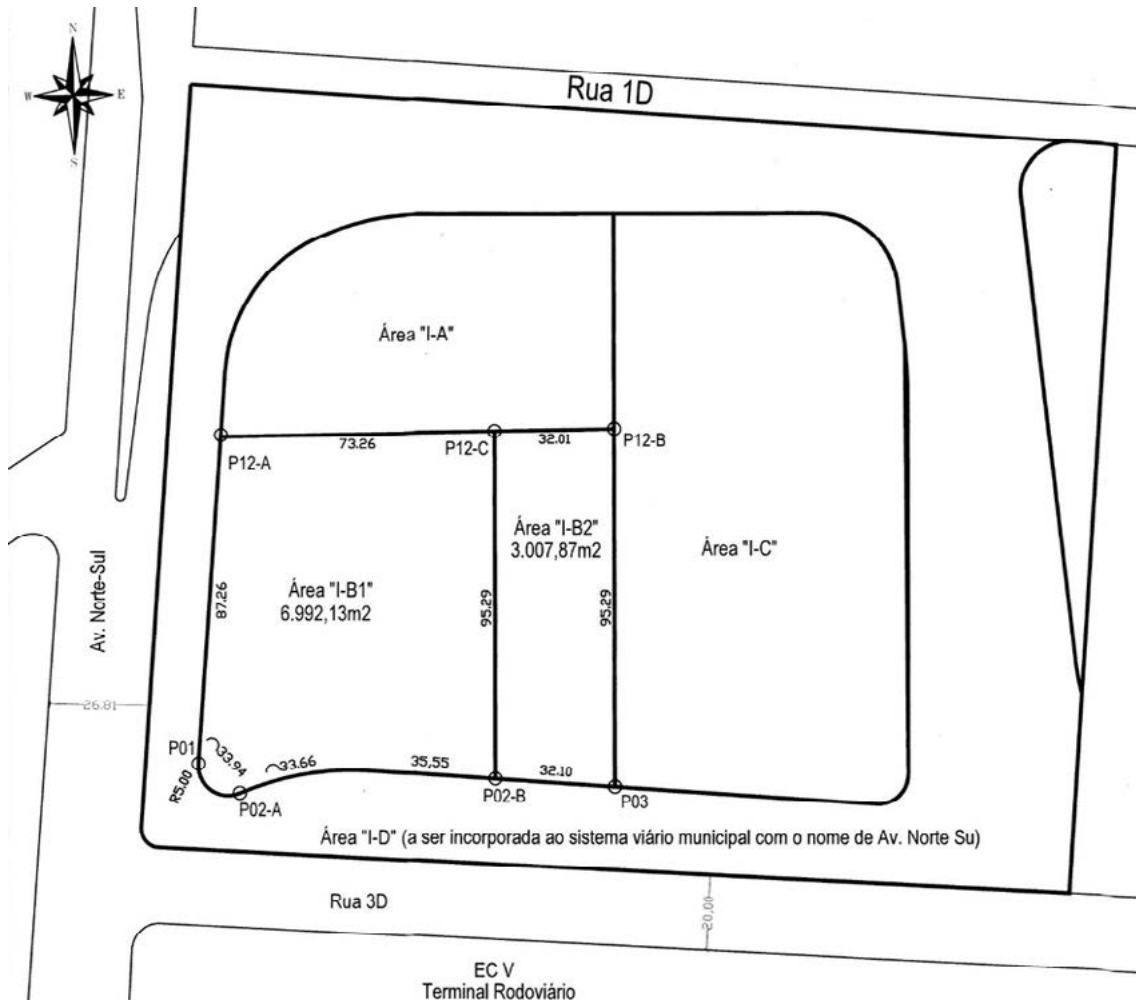 N
W
E
S
Rua 1D
Área "I-A"
73.26
P12-C
32.01
P12-B
P12-A
Área "I-B2"
3.007,87m2
Área "I-C"
Av. Norte-Sul
87.26
Área "I-B1"
6.992,13m2
95.29
95.29
26.81
P01
33.94
33.66
35,55
32.10
R5.00
P02-A
P02-B
P03
Área "I-D" (a ser incorporada ao sistema viário municipal com o nome de Av. Norte Su)
Rua 3D
20,00
EC V
Terminal Rodoviário